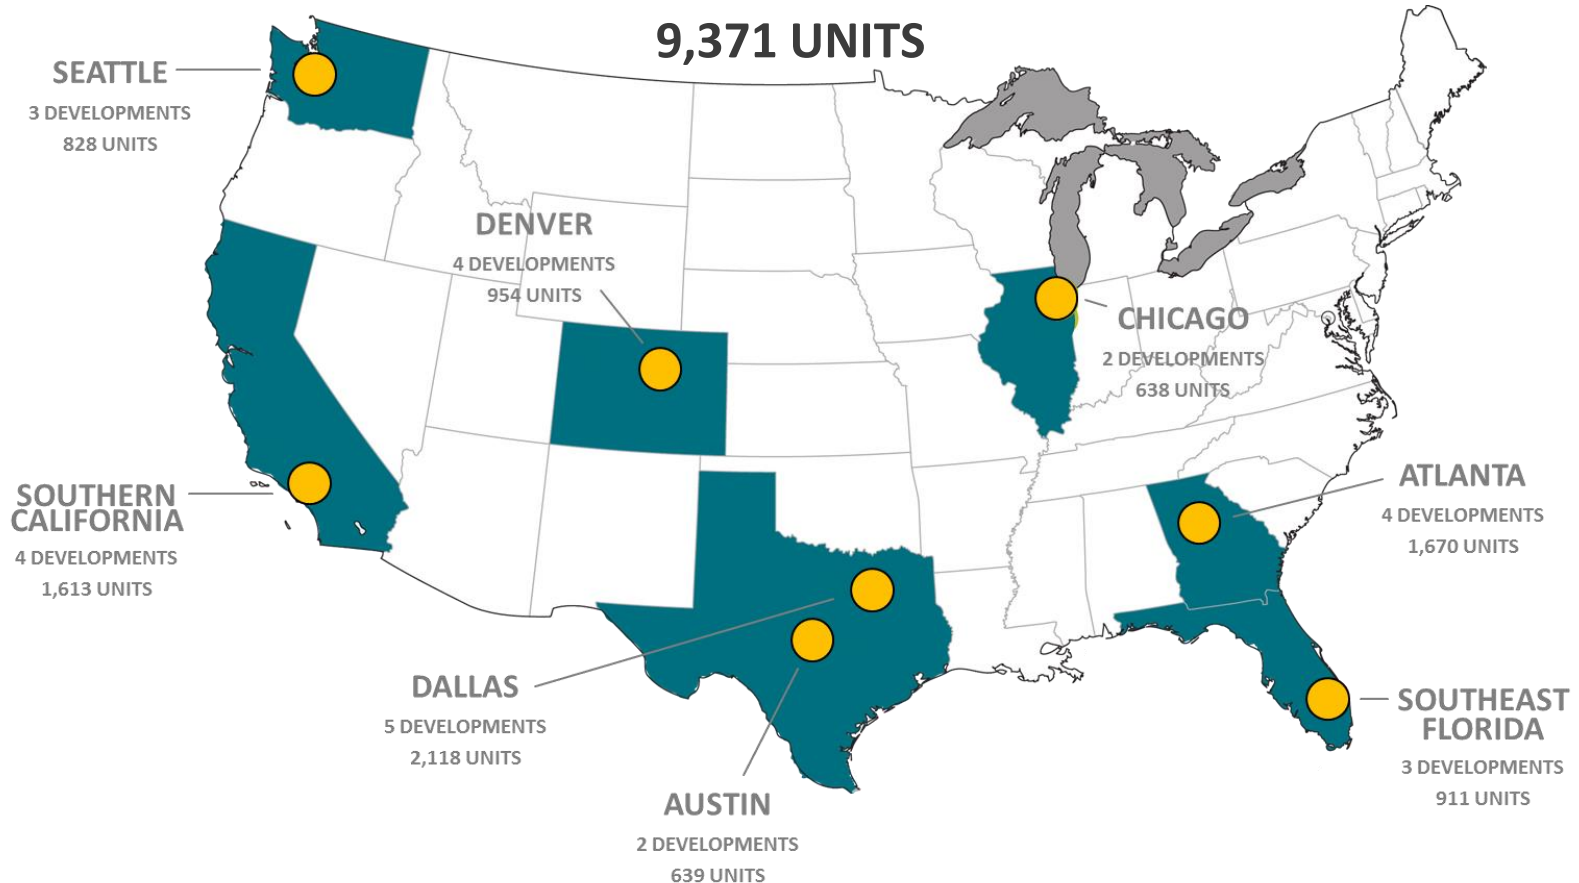 9,371 UNITS
SEATTLE
3 DEVELOPMENTS
828 UNITS
DENVER
4 DEVELOPMENTS
954 UNITS
CHICAGO
2 DEVELOPMENTS
638 UNITS
SOUTHERN
CALIFORNIA
4 DEVELOPMENTS
1,613 UNITS
ATLANTA
4 DEVELOPMENTS
1,670 UNITS
DALLAS
5 DEVELOPMENTS
2,118 UNITS
SOUTHEAST
FLORIDA
3 DEVELOPMENTS
911 UNITS
AUSTIN
2 DEVELOPMENTS
639 UNITS